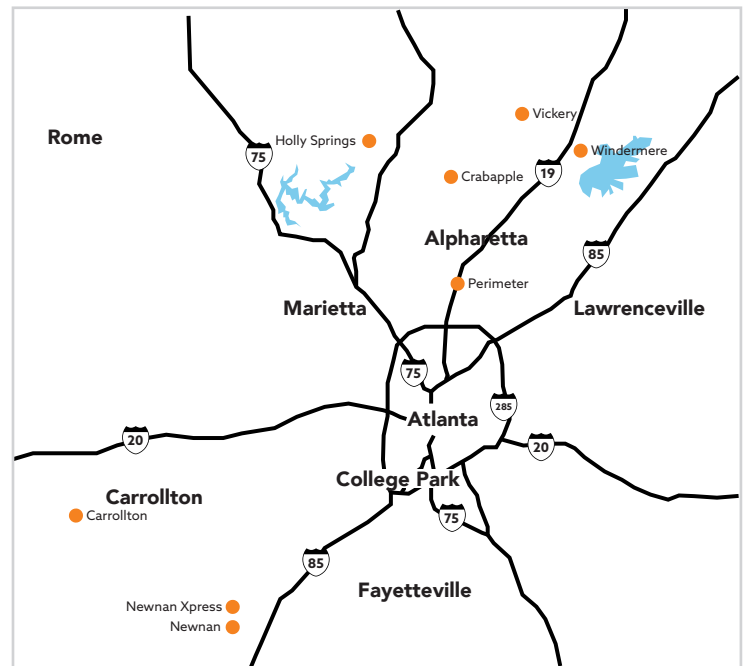 Vickery
Rome
Holly Springs
75
Windermere
19
Crabapple
Alpharetta
85
Perimeter
Marietta
Lawrenceville
75
285
Atlanta
20
20
College Park
Carrollton
Carrollton
75
85
Fayetteville
Newnan Xpress
Newnan